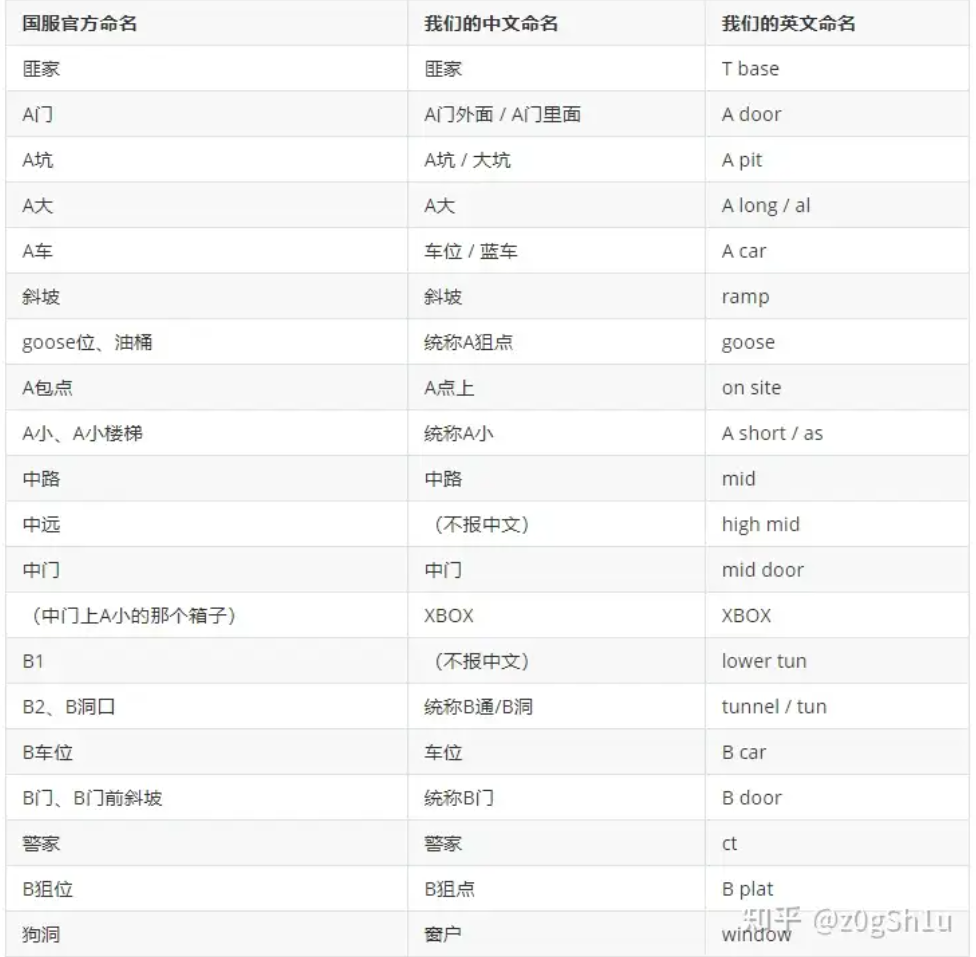 国服官方命名 我们的中文命名 我们的英文命名
匪家 匪家 T base
A门 A门外面 / A门里面 A door
A坑 A坑 / 大坑 A pit
A大 A大 A long / al
A车 车位 / 蓝车 A car
斜坡 斜坡 ramp
goose位、油桶 统称A狙点 goose
A包点 A点上 on site
A小、A小楼梯 统称A小 A short / as
中路 中路 mid
中远 （不报中文） high mid
中门 中门 mid door
（中门上A小的那个箱子） XBOX XBOX
B1 （不报中文） lower tun
B2、B洞口 统称B通/B洞 tunnel / tun
B车位 车位 B car
B门、B门前斜坡 统称B门 B door
警家 警家 ct
B狙位 B狙点 B plat
狗洞 窗户 window
知乎 @z0gSh1u